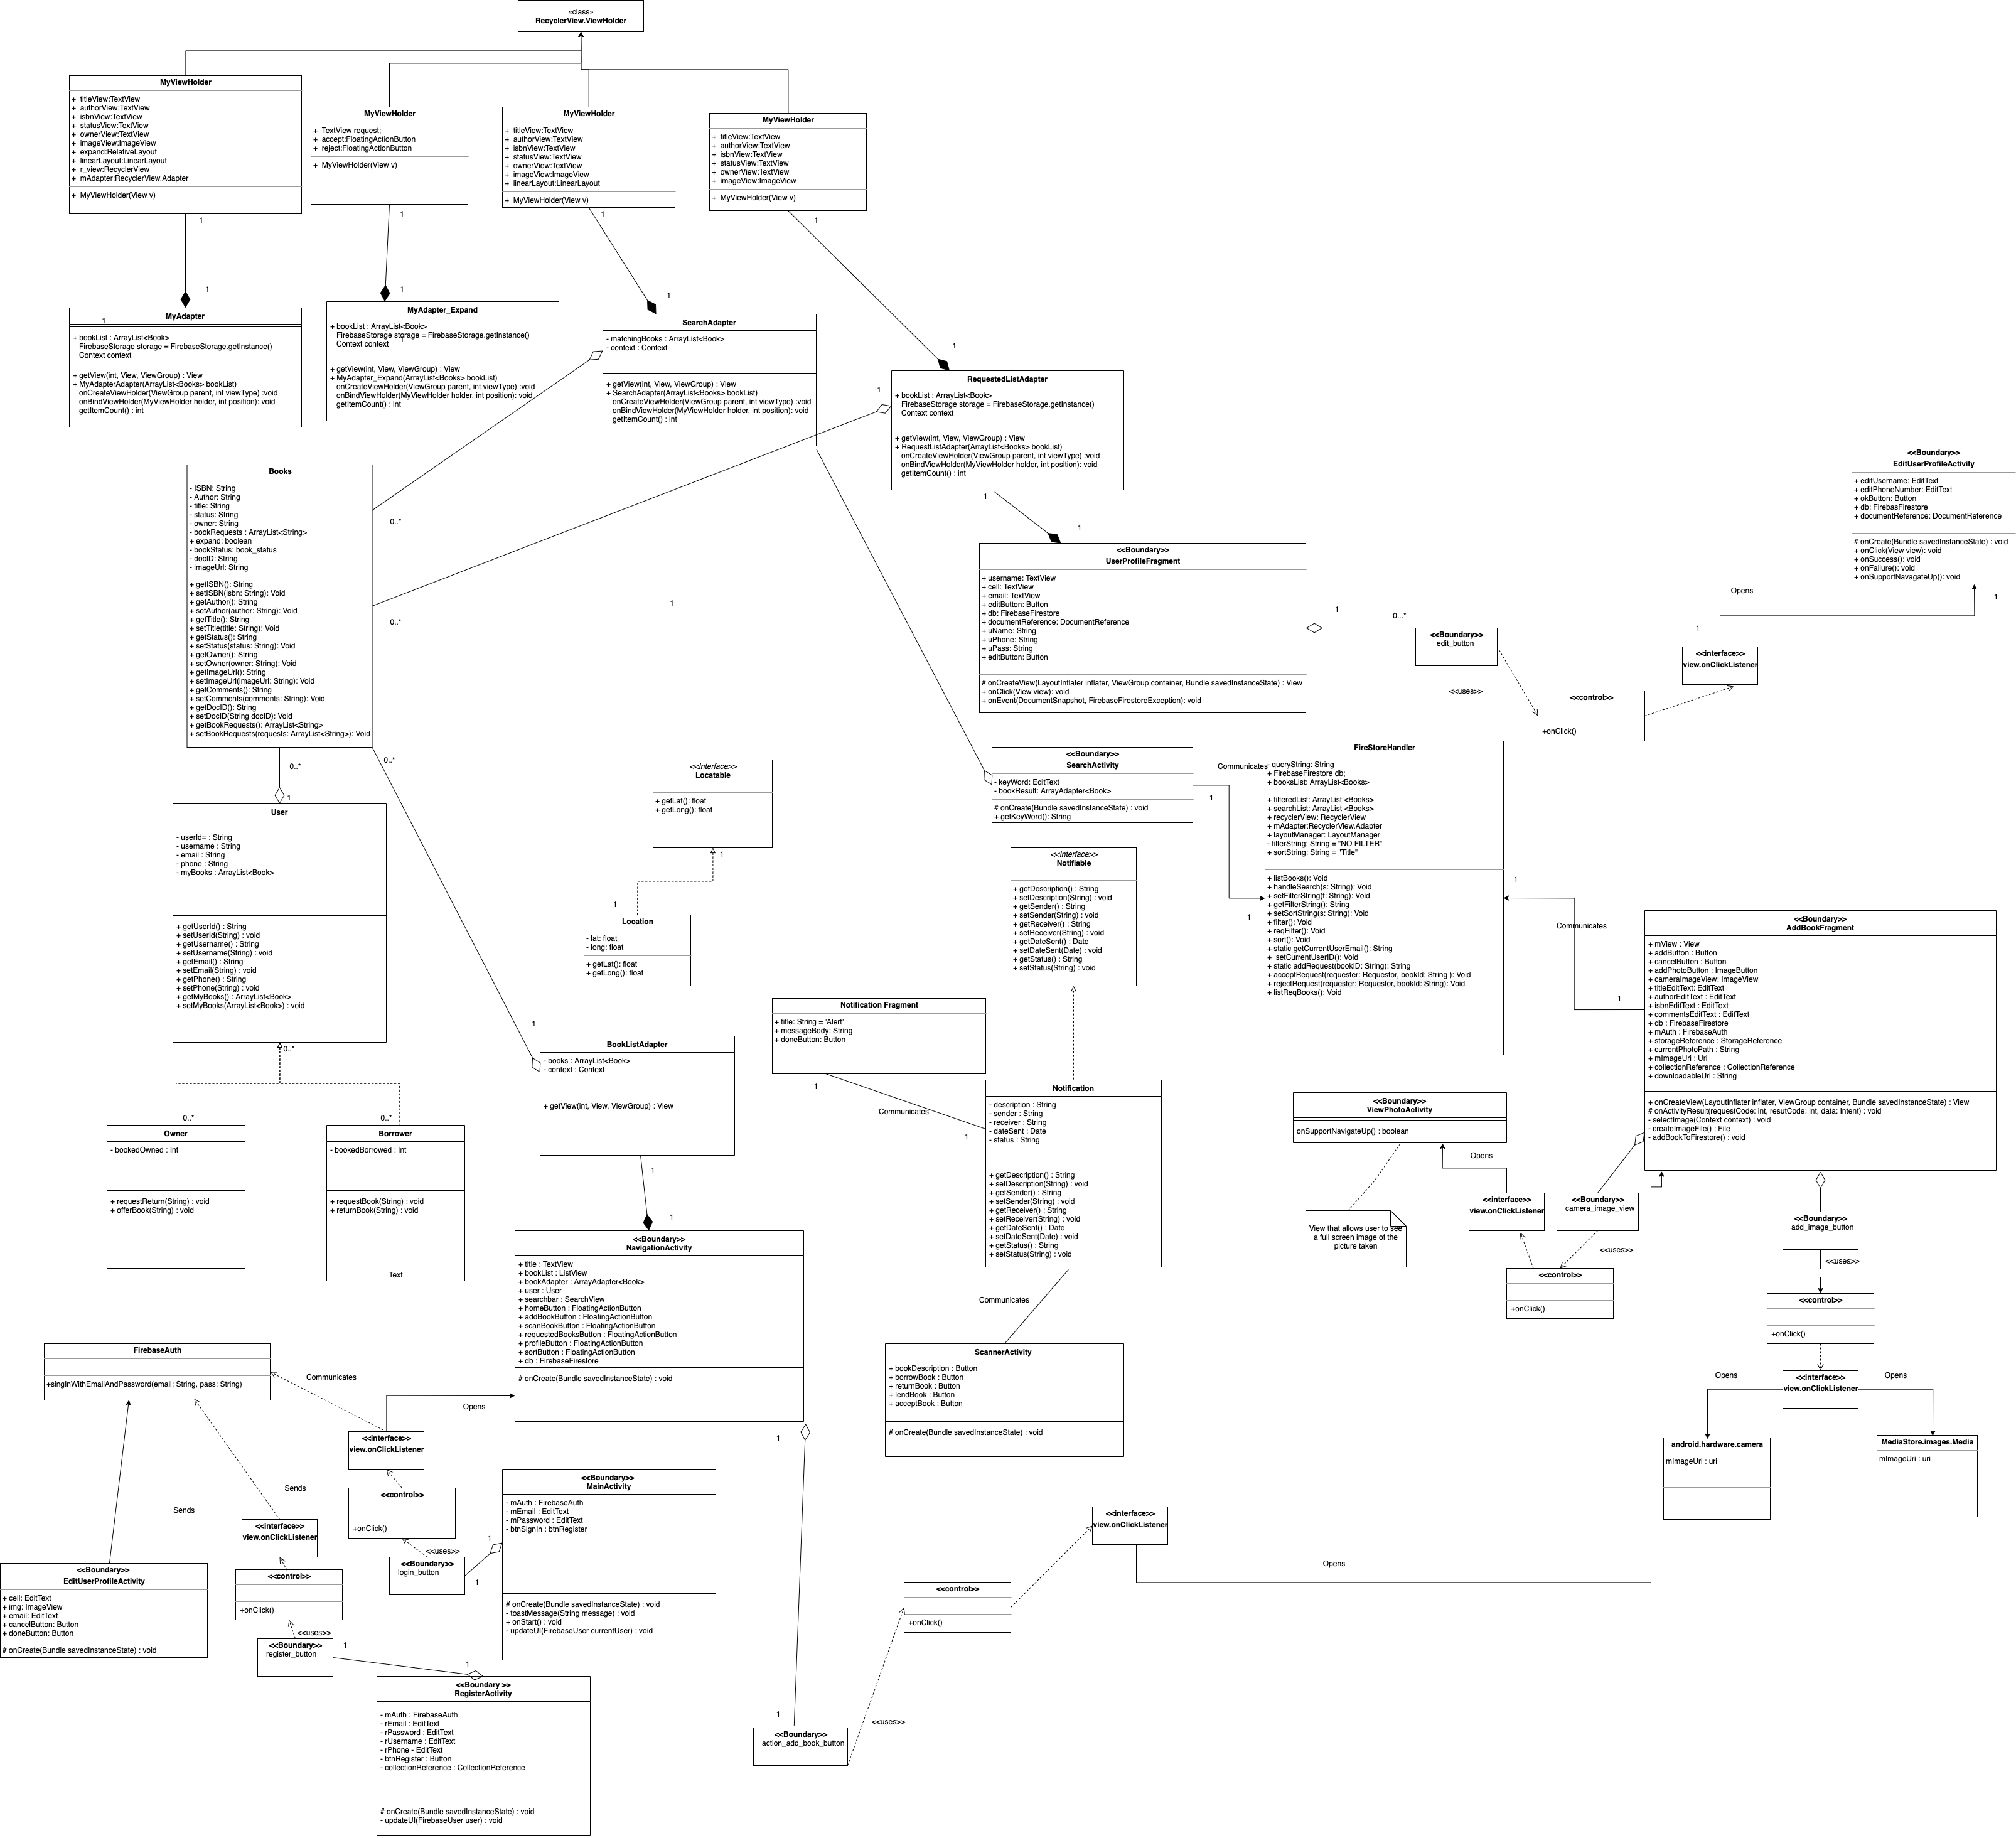 «class»
RecyclerView.ViewHolder
MyViewHolder
+ titleView:TextView
+ authorView:TextView
+ isbnView:TextView
+ statusView:TextView
+ ownerView:TextView
+ imageView:ImageView
+ expand:RelativeLayout
+ linearLayout:LinearLayout
+ r_view:RecyclerView
+ mAdapter:RecyclerView.Adapter
+ MyViewHolder(View v)
1
1
MyViewHolder
+ TextView request;
+ accept:FloatingActionButton
+ reject:FloatingActionButton
+ MyViewHolder(View v)
1
1
MyViewHolder
+ titleView:TextView
+ authorView:TextView
+ isbnView:TextView
+ statusView:TextView
+ ownerView:TextView
+ imageView:ImageView
+ linearLayout:LinearLayout
+ MyViewHolder(View v)
1
1
MyViewHolder
+ titleView:TextView
+ authorView:TextView
+ isbnView:TextView
+ statusView:TextView
+ ownerView:TextView
+ imageView:ImageView
+ MyViewHolder(View v)
1
1
MyAdapter
1
+ bookList : ArrayList<Book>
FirebaseStorage storage = FirebaseStorage.getInstance()
Context context
+ getView(int, View, ViewGroup) : View
+ MyAdapterAdapter(ArrayList<Books> bookList)
onCreateViewHolder(ViewGroup parent, int viewType) :void
onBindViewHolder(MyViewHolder holder, int position): void
getItemCount() : int
MyAdapter_Expand
+ bookList : ArrayList<Book>
FirebaseStorage storage = FirebaseStorage.getInstance()
Context context
+ getView(int, View, ViewGroup) : View
+ MyAdapter_Expand(ArrayList<Books> bookList)
onCreateViewHolder(ViewGroup parent, int viewType) :void
onBindViewHolder(MyViewHolder holder, int position): void
getItemCount() : int
SearchAdapter
- matchingBooks : ArrayList<Book>
- context : Context
+ getView(int, View, ViewGroup) : View
+ SearchAdapter(ArrayList<Books> bookList)
onCreateViewHolder(ViewGroup parent, int viewType) :void
onBindViewHolder(MyViewHolder holder, int position): void
getItemCount() : int
1
RequestedListAdapter
+ bookList : ArrayList<Book>
FirebaseStorage storage = FirebaseStorage.getInstance()
Context context
+ getView(int, View, ViewGroup) : View
+ RequestListAdapter(ArrayList<Books> bookList)
onCreateViewHolder(ViewGroup parent, int viewType) :void
onBindViewHolder(MyViewHolder holder, int position): void
getItemCount() : int
1
1
Books
- ISBN: String
- Author: String
- title: String
- status: String
- owner: String
- bookRequests : ArrayList<String>
+ expand: boolean
- bookStatus: book_status
- docID: String
- imageUrl: String
+ getISBN(): String
+ setISBN(isbn: String): Void
+ getAuthor(): String
+ setAuthor(author: String): Void
+ getTitle(): String
+ setTitle(title: String): Void
+ getStatus(): String
+ setStatus(status: String): Void
+ getOwner(): String
+ setOwner(owner: String): Void
+ getImageUrl(): String
+ setImageUrl(imageUrl: String): Void
+ getComments(): String
+ setComments(comments: String): Void
+ getDocID(): String
+ setDocID(String docID): Void
+ getBookRequests(): ArrayList<String>
+ setBookRequests(requests: ArrayList<String>): Void
0..*
0..*
1
0..*
0..*
1
<<Boundary>>
UserProfileFragment
+ username: TextView
+ cell: TextView
+ email: TextView
+ editButton: Button
+ db: FirebaseFirestore
+ documentReference: DocumentReference
+ uName: String
+ uPhone: String
+ uPass: String
+ editButton: Button
# onCreateView(LayoutInflater inflater, ViewGroup container, Bundle savedInstanceState) : View
+ onClick(View view): void
+ onEvent(DocumentSnapshot, FirebaseFirestoreException): void
1
0...*
<<Boundary>>
edit_button
<<uses>>
<<control>>
+onClick()
<<interface>>
view.onClickListener
1
Opens
1
<<Boundary>>
EditUserProfileActivity
+ editUsername: EditText
+ editPhoneNumber: EditText
+ okButton: Button
+ db: FirebasFirestore
+ documentReference: DocumentReference
# onCreate(Bundle savedInstanceState) : void
+ onClick(View view): void
+ onSuccess(): void
+ onFailure(): void
+ onSupportNavagateUp(): void
User
- userId= : String
- username : String
- email : String
- phone : String
- myBooks : ArrayList<Book>
+ getUserId() : String
+ setUserId(String) : void
+ getUsername() : String
+ setUsername(String) : void
+ getEmail() : String
+ setEmail(String) : void
+ getPhone() : String
+ setPhone(String) : void
+ getMyBooks() : ArrayList<Book>
+ setMyBooks(ArrayList<Book>) : void
0..*
0..*
0..*
Owner
- bookedOwned : Int
+ requestReturn(String) : void
+ offerBook(String) : void
Borrower
- bookedBorrowed : Int
+ requestBook(String) : void
+ returnBook(String) : void
Text
<<Interface>>
Locatable
+ getLat(): float
+ getLong(): float
1
1
Location
- lat: float
- long: float
+ getLat(): float
+ getLong(): float
<<Boundary>>
SearchActivity
- keyWord: EditText
- bookResult: ArrayAdapter<Book>
# onCreate(Bundle savedInstanceState) : void
+ getKeyWord(): String
Communicates
1
1
<<Interface>>
Notifiable
+ getDescription() : String
+ setDescription(String) : void
+ getSender() : String
+ setSender(String) : void
+ getReceiver() : String
+ setReceiver(String) : void
+ getDateSent() : Date
+ setDateSent(Date) : void
+ getStatus() : String
+ setStatus(String) : void
FireStoreHandler
- queryString: String
+ FirebaseFirestore db;
+ booksList: ArrayList<Books>
+ filteredList: ArrayList <Books>
+ searchList: ArrayList <Books>
+ recyclerView: RecyclerView
+ mAdapter:RecyclerView.Adapter
+ layoutManager: LayoutManager
- filterString: String = "NO FILTER"
+ sortString: String = "Title"
+ listBooks(): Void
+ handleSearch(s: String): Void
+ setFilterString(f: String): Void
+ getFilterString(): String
+ setSortString(s: String): Void
+ filter(): Void
+ reqFilter(): Void
+ sort(): Void
+ static getCurrentUserEmail(): String
+ setCurrentUserID(): Void
+ static addRequest(bookID: String): String
+ acceptRequest(requester: Requestor, bookId: String ): Void
+ rejectRequest(requester: Requestor, bookId: String): Void
+ listReqBooks(): Void
1
Communicates
1
<<Boundary>>
AddBookFragment
+ mView : View
+ addButton : Button
+ cancelButton : Button
+ addPhotoButton : ImageButton
+ cameraImageView: ImageView
+ titleEditText: EditText
+ authorEditText : EditText
+ isbnEditText : EditText
+ commentsEditText : EditText
+ db : FirebaseFirestore
+ mAuth : FirebaseAuth
+ storageReference : StorageReference
+ currentPhotoPath : String
+ mImageUri : Uri
+ collectionReference : CollectionReference
+ downloadableUrl : String
+ onCreateView(LayoutInflater inflater, ViewGroup container, Bundle savedInstanceState) : View
# onActivityResult(requestCode: int, resutCode: int, data: Intent) : void
- selectImage(Context context) : void
- createImageFile() : File
- addBookToFirestore() : void
Notification Fragment
+ title: String = 'Alert'
+ messageBody: String
+ doneButton: Button
1
Communicates
1
Notification
- description : String
- sender : String
- receiver : String
- dateSent : Date
- status : String
+ getDescription() : String
+ setDescription(String) : void
+ getSender() : String
+ setSender(String) : void
+ getReceiver() : String
+ setReceiver(String) : void
+ getDateSent() : Date
+ setDateSent(Date) : void
+ getStatus() : String
+ setStatus(String) : void
1
BookListAdapter
- books : ArrayList<Book>
- context : Context
+ getView(int, View, ViewGroup) : View
1
1
<<Boundary>>
NavigationActivity
+ title : TextView
+ bookList : ListView
+ bookAdapter : ArrayAdapter<Book>
+ user : User
+ searchbar : SearchView
+ homeButton : FloatingActionButton
+ addBookButton : FloatingActionButton
+ scanBookButton : FloatingActionButton
+ requestedBooksButton : FloatingActionButton
+ profileButton : FloatingActionButton
+ sortButton : FloatingActionButton
+ db : FirebaseFirestore
# onCreate(Bundle savedInstanceState) : void
<<Boundary>>
ViewPhotoActivity
onSupportNavigateUp() : boolean
Opens
View that allows user to see
a full screen image of the
picture taken
<<interface>>
view.onClickListener
<<Boundary>>
camera_image_view
<<uses>>
<<control>>
+onClick()
<<Boundary>>
add_image_button
<<uses>>
<<control>>
+onClick()
<<interface>>
view.onClickListener
Opens
Opens
android.hardware.camera
mImageUri : uri
MediaStore.images.Media
mImageUri : uri
Communicates
ScannerActivity
+ bookDescription : Button
+ borrowBook : Button
+ returnBook : Button
+ lendBook : Button
+ acceptBook : Button
# onCreate(Bundle savedInstanceState) : void
FirebaseAuth
+singInWithEmailAndPassword(email: String, pass: String)
Communicates
Opens
<<interface>>
view.onClickListener
<<control>>
+onClick()
<<uses>>
<<Boundary>>
login_button
1
1
<<Boundary>>
MainActivity
- mAuth : FirebaseAuth
- mEmail : EditText
- mPassword : EditText
- btnSignIn : btnRegister
# onCreate(Bundle savedInstanceState) : void
- toastMessage(String message) : void
+ onStart() : void
- updateUI(FirebaseUser currentUser) : void
Sends
Sends
<<interface>>
view.onClickListener
<<control>>
+onClick()
<<uses>>
<<Boundary>>
register_button
1
1
<<Boundary>>
EditUserProfileActivity
+ cell: EditText
+ img: ImageView
+ email: EditText
+ cancelButton: Button
+ doneButton: Button
# onCreate(Bundle savedInstanceState) : void
<<Boundary >>
RegisterActivity
- mAuth : FirebaseAuth
- rEmail : EditText
- rPassword : EditText
- rUsername : EditText
- rPhone - EditText
- btnRegister : Button
- collectionReference : CollectionReference
# onCreate(Bundle savedInstanceState) : void
- updateUI(FirebaseUser user) : void
1
1
<<Boundary>>
action_add_book_button
<<uses>>
<<control>>
+onClick()
<<interface>>
view.onClickListener
Opens